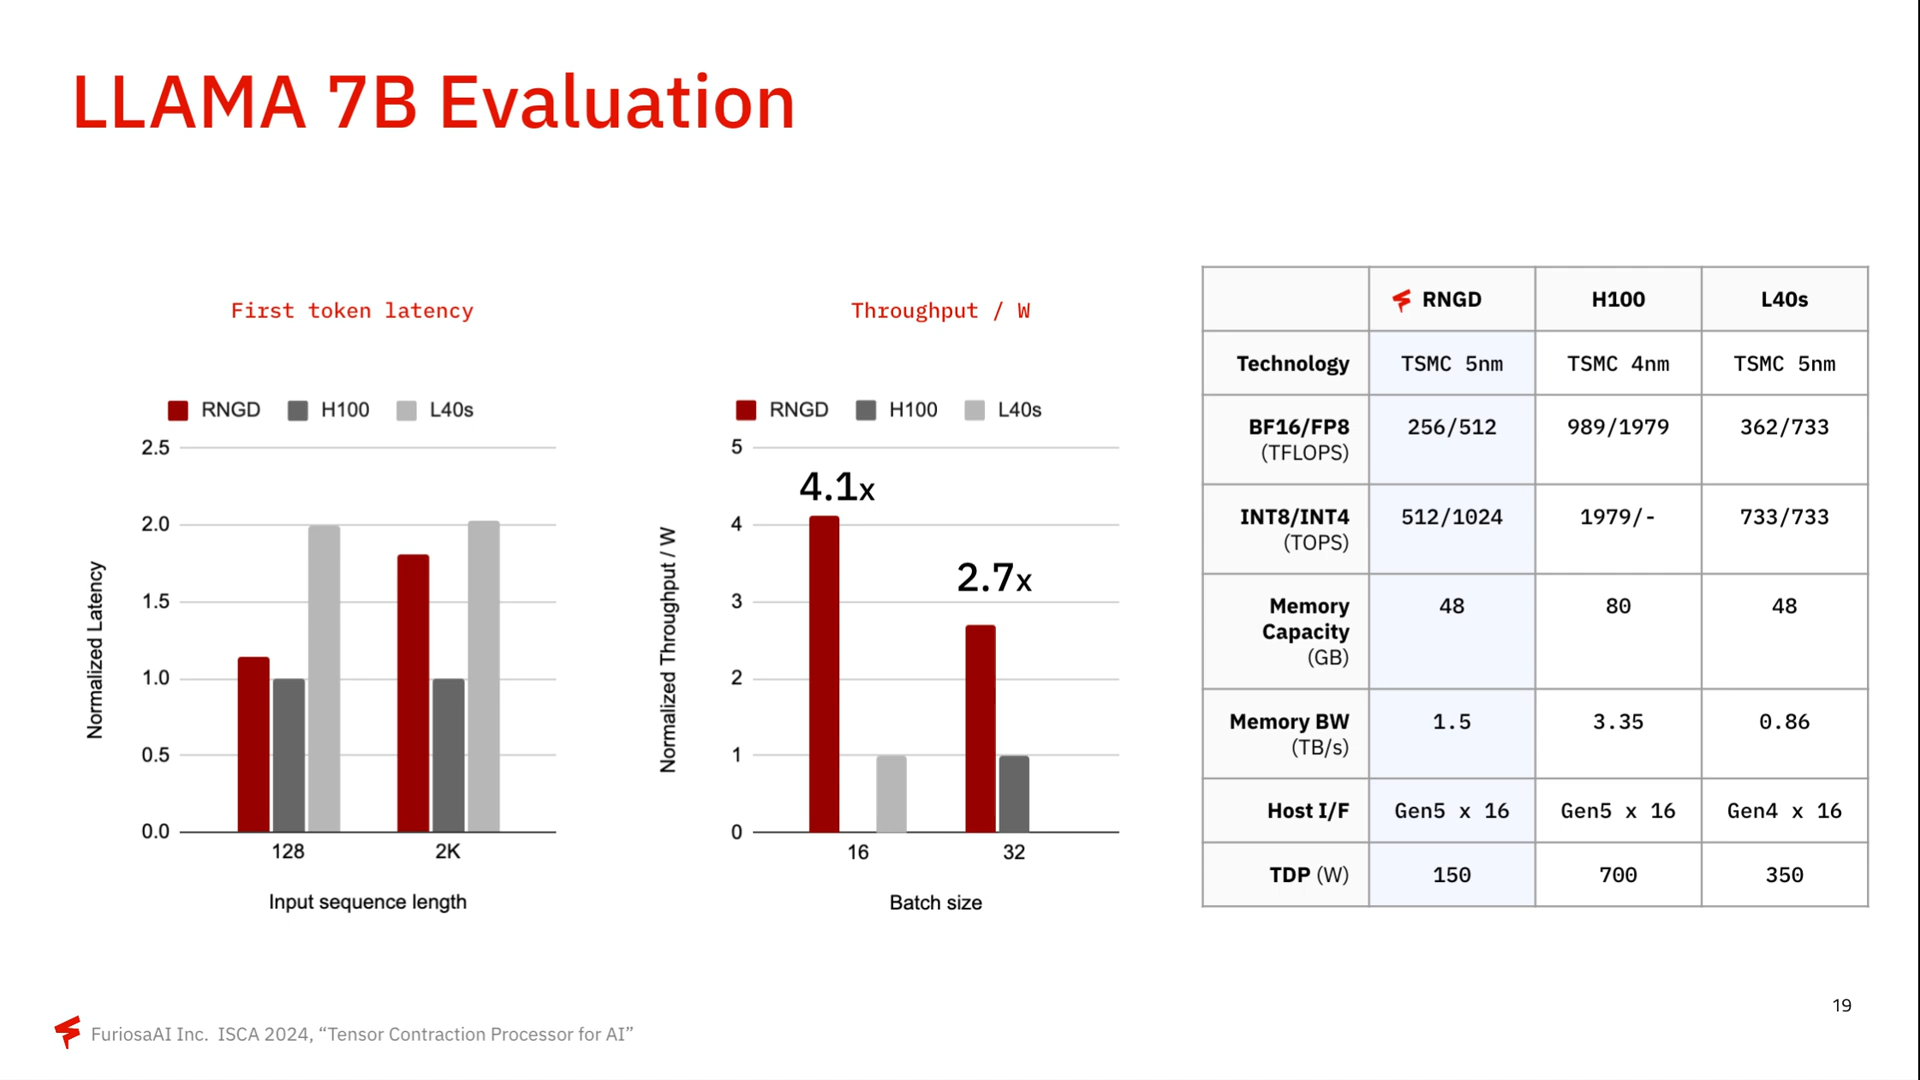 LLAMA 7B Evaluation
First token latency
RNGD H100 L40s
Normalized Latency
2.5
2.0
1.5
1.0
0.5
0.0
128 2K
Input sequence length
Throughput / W
RNGD H100 L40s
Normalized Throughput / W
5
4
3
2
1
0
4.1x
2.7x
16 32
Batch size
RNGD H100 L40s
Technology TSMC 5nm TSMC 4nm TSMC 5nm
BF16/FP8 256/512 989/1979 362/733
(TFLOPS)
INT8/INT4 512/1024 1979/- 733/733
(TOPS)
Memory 48 80 48
Capacity
(GB)
Memory BW 1.5 3.35 0.86
(TB/s)
Host I/F Gen5 x 16 Gen5 x 16 Gen4 x 16
TDP (W) 150 700 350
19
FuriosaAI Inc. ISCA 2024, “Tensor Contraction Processor for AI”